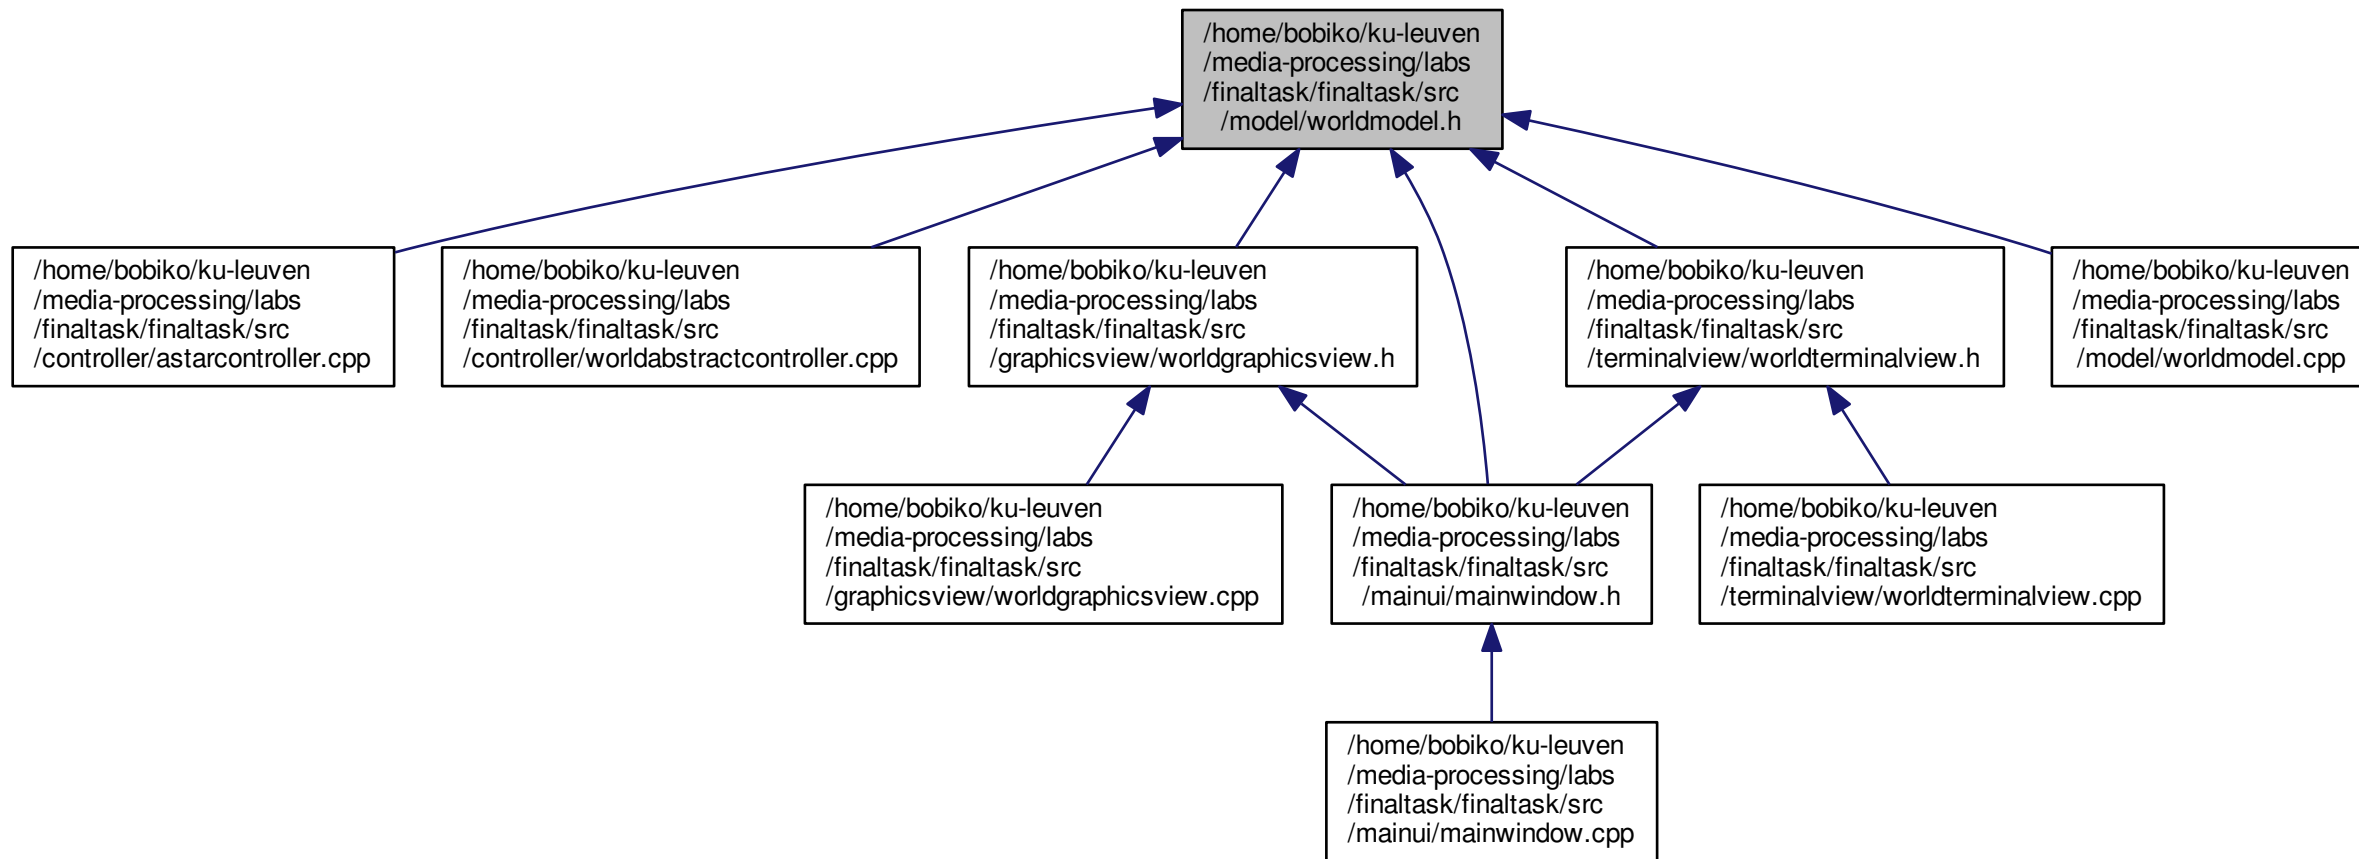 /home/bobiko/ku-leuven
/media-processing/labs
/finaltask/finaltask/src
/model/worldmodel.h
/home/bobiko/ku-leuven
/media-processing/labs
/finaltask/finaltask/src
/controller/astarcontroller.cpp
/home/bobiko/ku-leuven
/media-processing/labs
/finaltask/finaltask/src
/controller/worldabstractcontroller.cpp
/home/bobiko/ku-leuven
/media-processing/labs
/finaltask/finaltask/src
/graphicsview/worldgraphicsview.h
/home/bobiko/ku-leuven
/media-processing/labs
/finaltask/finaltask/src
/terminalview/worldterminalview.h
/home/bobiko/ku-leuven
/media-processing/labs
/finaltask/finaltask/src
/model/worldmodel.cpp
/home/bobiko/ku-leuven
/media-processing/labs
/finaltask/finaltask/src
/graphicsview/worldgraphicsview.cpp
/home/bobiko/ku-leuven
/media-processing/labs
/finaltask/finaltask/src
/mainui/mainwindow.h
/home/bobiko/ku-leuven
/media-processing/labs
/finaltask/finaltask/src
/terminalview/worldterminalview.cpp
/home/bobiko/ku-leuven
/media-processing/labs
/finaltask/finaltask/src
/mainui/mainwindow.cpp